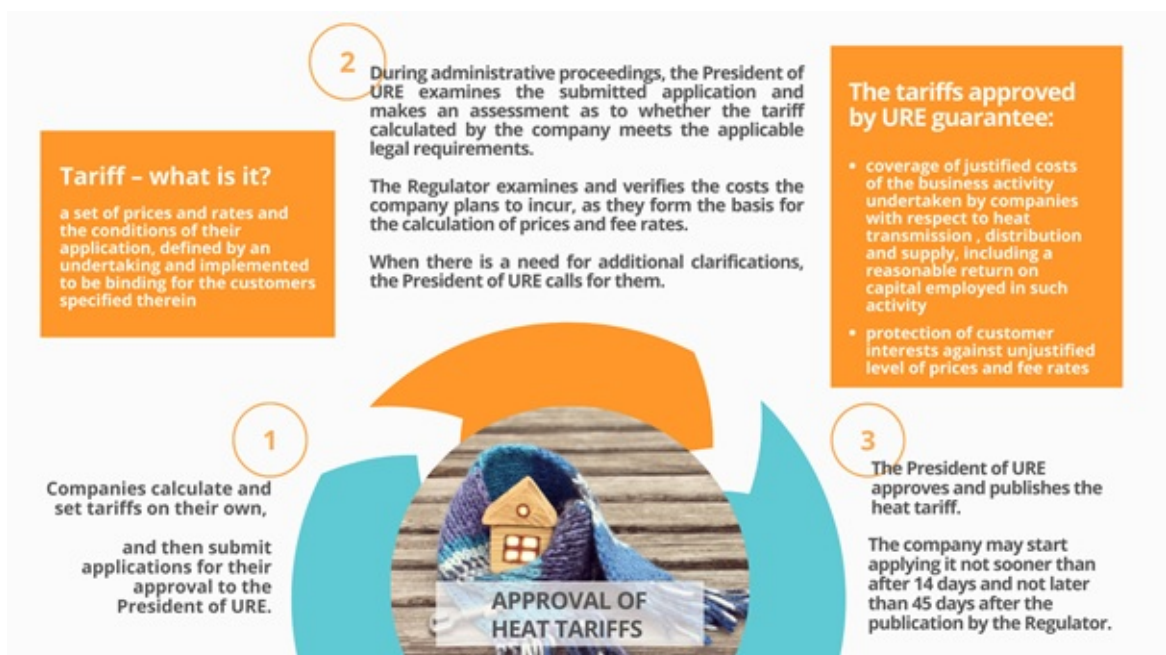 Tariff – what is it?
a set of prices and rates and
the conditions of their
application, defined by an
undertaking and implemented
to be binding for the customers
specified therein
1
Companies calculate and
set tariffs on their own,
and then submit
applications for their
approval to the
President of URE.
2
During administrative proceedings, the President of
URE examines the submitted application and
makes an assessment as to whether the tariff
calculated by the company meets the applicable
legal requirements.
The Regulator examines and verifies the costs the
company plans to incur, as they form the basis for
the calculation of prices and fee rates.
When there is a need for additional clarifications,
the President of URE calls for them.
The tariffs approved
by URE guarantee:
• coverage of justified costs
of the business activity
undertaken by companies
with respect to heat
transmission , distribution
and supply, including a
reasonable return on
capital employed in such
activity
• protection of customer
interests against unjustified
level of prices and fee rates
3
The President of URE
approves and publishes the
heat tariff.
The company may start
applying it not sooner than
after 14 days and not later
than 45 days after the
publication by the Regulator.
APPROVAL OF
HEAT TARIFFS